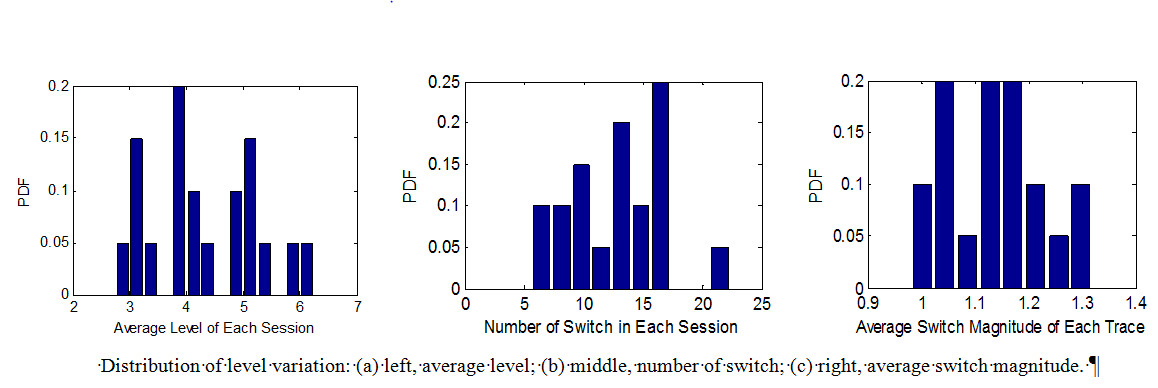 0.2
0.15
0.1
0.05
0
2 3 4 5 6 7
PDF
Average Level of Each Session
0.25
0.2
0.15
0.1
0.05
0
0 5 10 15 20 25
PDF
Number of Switch in Each Session
0.2
0.15
0.1
0.05
0
0.9 1 1.1 1.2 1.3 1.4
PDF
Average Switch Magnitude of Each Trace
·Distribution·of·level·variation:·(a)·left,·average·level;·(b)·middle,·number·of·switch;·(c)·right,·average·switch·magnitude.·¶